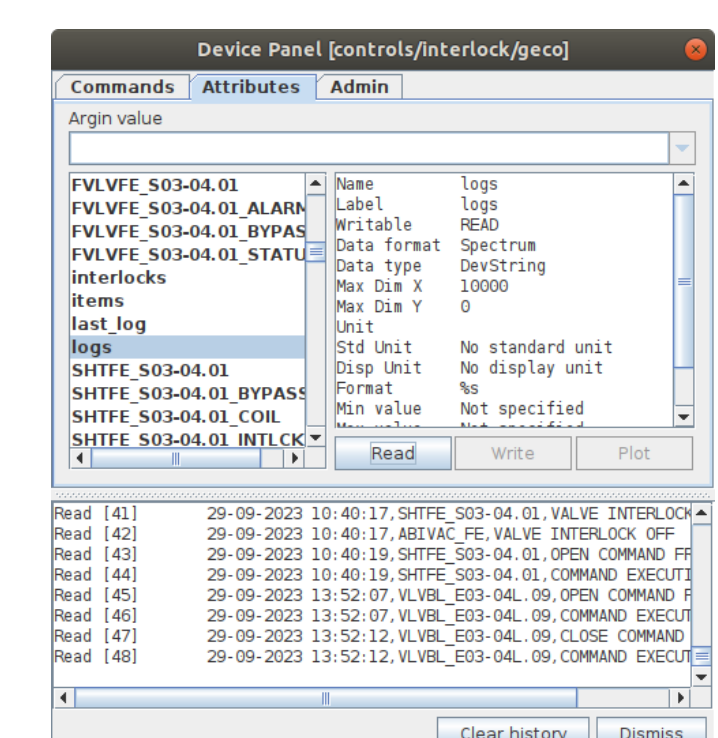 Device Panel [controls/interlock/geco]
Commands Attributes Admin
Argin value
FVLVFE_S03-04.01
FVLVFE_S03-04.01_ALARM
FVLVFE_S03-04.01_BYPAS
FVLVFE_S03-04.01_STATU
interlocks
items
last_log
logs
SHTFE_S03-04.01
SHTFE_S03-04.01_BYPASS
SHTFE_S03-04.01_COIL
SHTFE_S03-04.01_INTLCK
Name logs
Label logs
Writable READ
Data format Spectrum
Data type DevString
Max Dim X 10000
Max Dim Y 0
Unit
Std Unit No standard unit
Disp Unit No display unit
Format %s
Min value Not specified
Max value Not specified
Read Write Plot
Read [41] 29-09-2023 10:40:17,SHTFE_S03-04.01,VALVE INTERLOCK
Read [42] 29-09-2023 10:40:17,ABIVAC_FE,VALVE INTERLOCK OFF
Read [43] 29-09-2023 10:40:19,SHTFE_S03-04.01,OPEN COMMAND FR
Read [44] 29-09-2023 10:40:19,SHTFE_S03-04.01,COMMAND EXECUTI
Read [45] 29-09-2023 13:52:07,VLVBL_E03-04L.09,OPEN COMMAND F
Read [46] 29-09-2023 13:52:07,VLVBL_E03-04L.09,COMMAND EXECUT
Read [47] 29-09-2023 13:52:12,VLVBL_E03-04L.09,CLOSE COMMAND
Read [48] 29-09-2023 13:52:12,VLVBL_E03-04L.09,COMMAND EXECUT
Clear history Dismiss